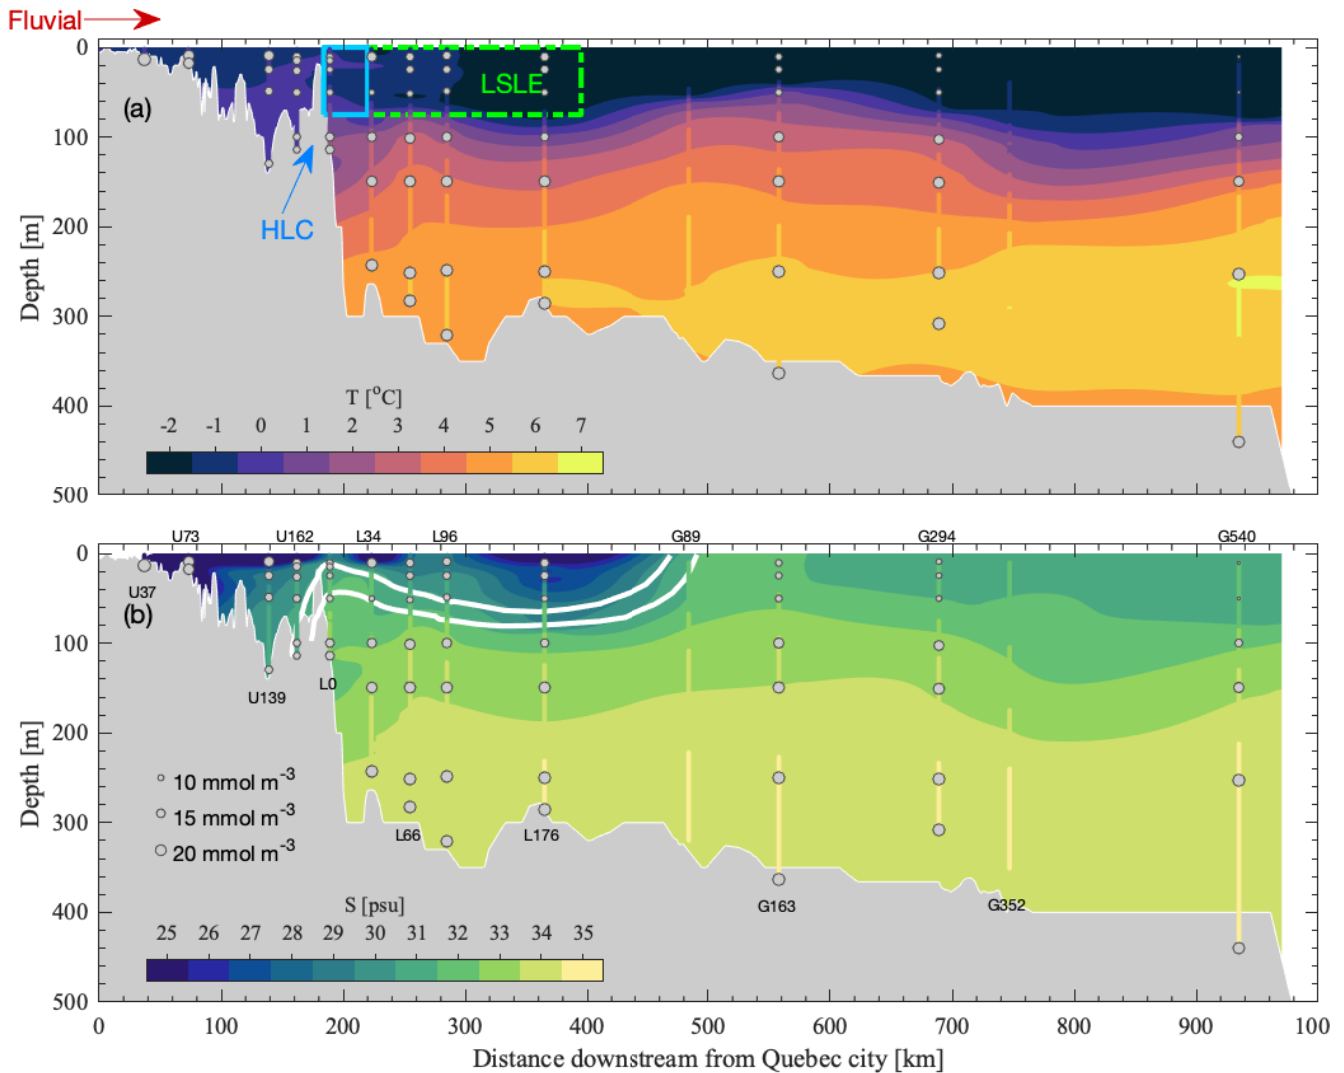 Fluvial
0
100
200
300
400
500
Depth [m]
(a)
LSLE
HLC
T [°C]
-2 -1 0 1 2 3 4 5 6 7
U73 U162 L34 L96 G89 G294 G540
0
100
200
300
400
500
Depth [m]
U37
(b)
U139
L0
10 mmol m⁻³
15 mmol m⁻³
20 mmol m⁻³
L66
L176
G163
G352
S [psu]
25 26 27 28 29 30 31 32 33 34 35
0 100 200 300 400 500 600 700 800 900 100
Distance downstream from Quebec city [km]